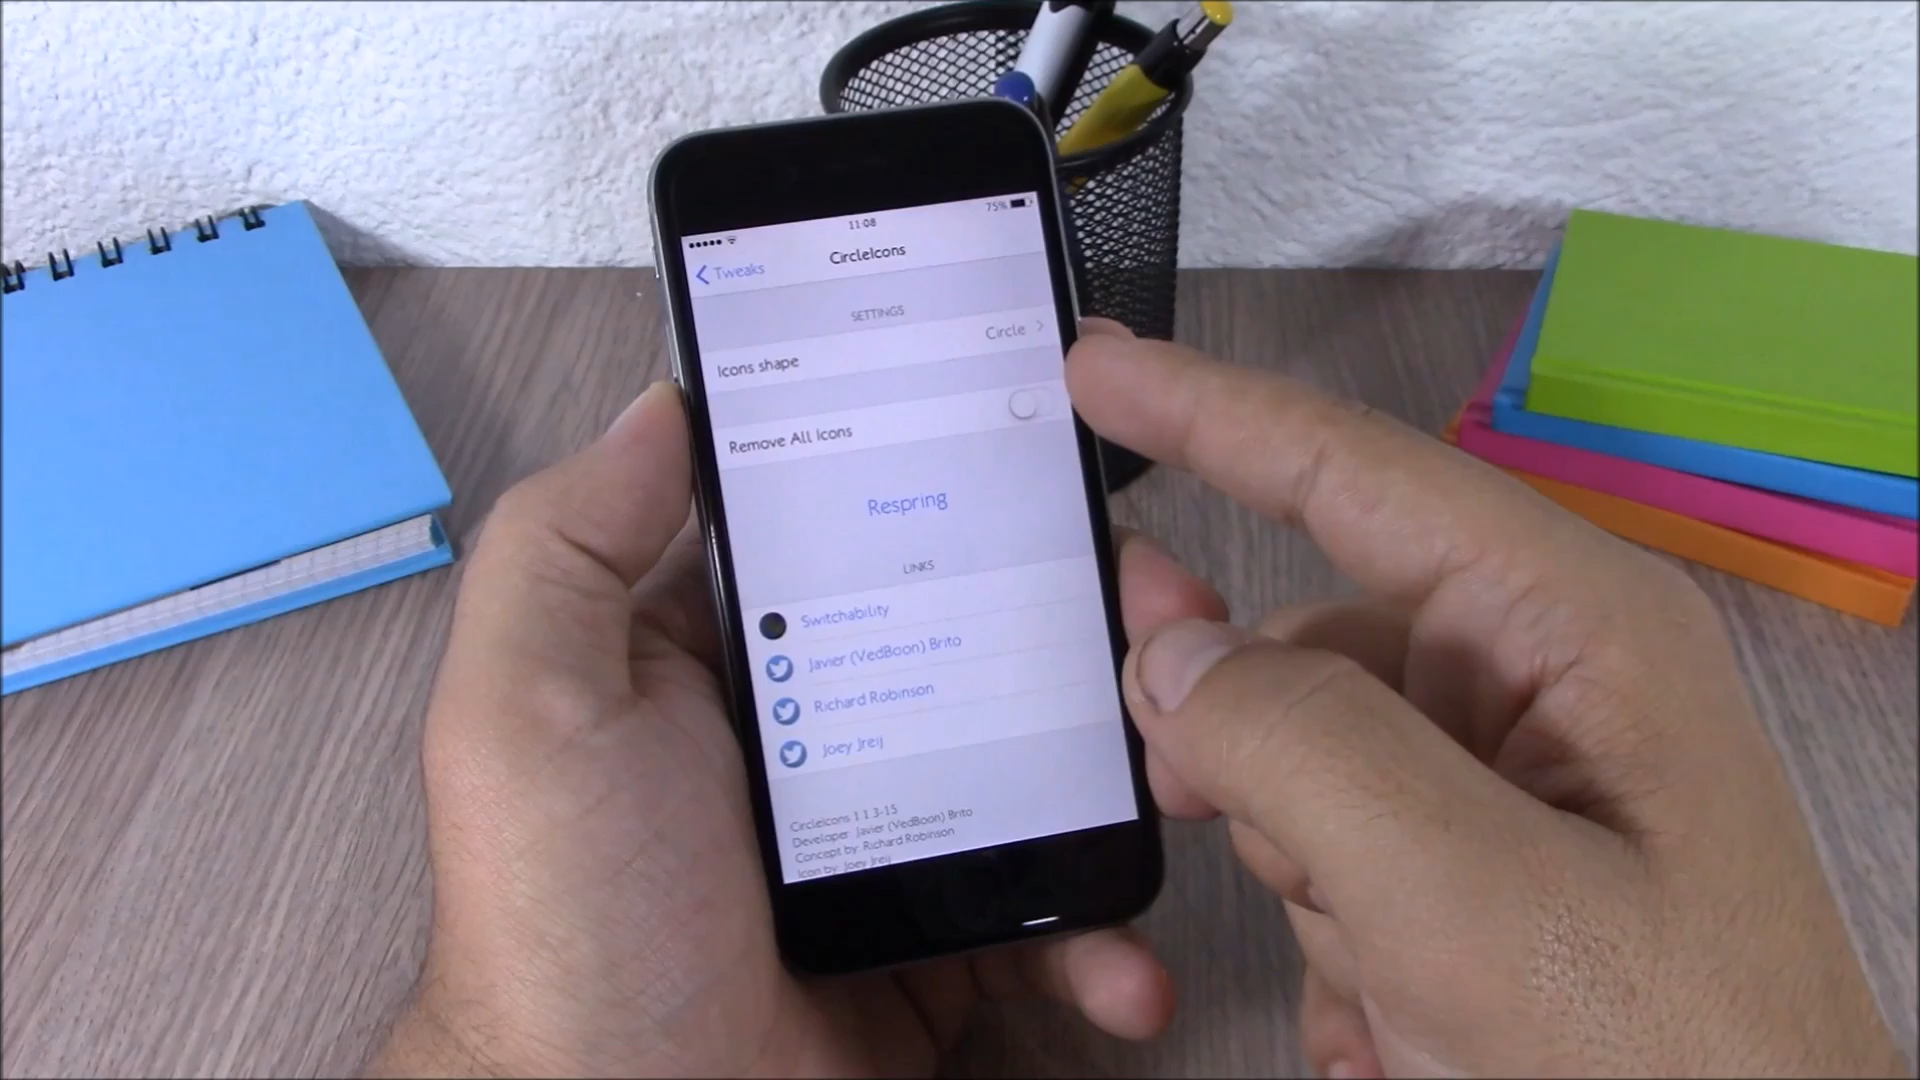 11:08
75%
Tweaks
CircleIcons
SETTINGS
Icons shape
Circle
Remove All Icons
Respring
LINKS
Switchability
Javier (VedBoon) Brito
Richard Robinson
Joey Jreij
CircleIcons 1.1.3-15
Developer: Javier (VedBoon) Brito
Concept by: Richard Robinson
Icon by: Joey Jreij